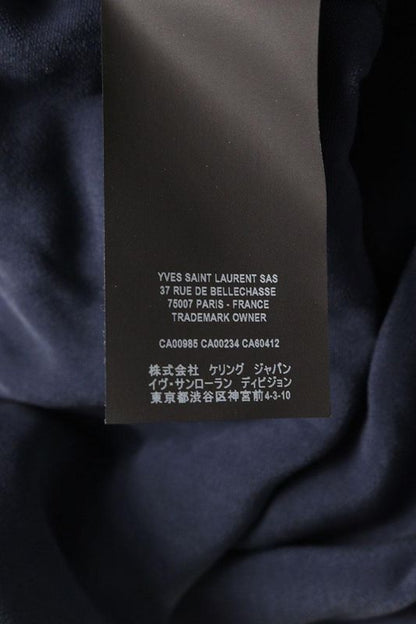 YVES SAINT LAURENT SAS
37 RUE DE BELLECHASSE
75007 PARIS - FRANCE
TRADEMARK OWNER
CA00985 CA00234 CA60412
株式会社 ケリング ジャパン
イヴ・サンローラン ディビジョン
東京都渋谷区神宮前4-3-10